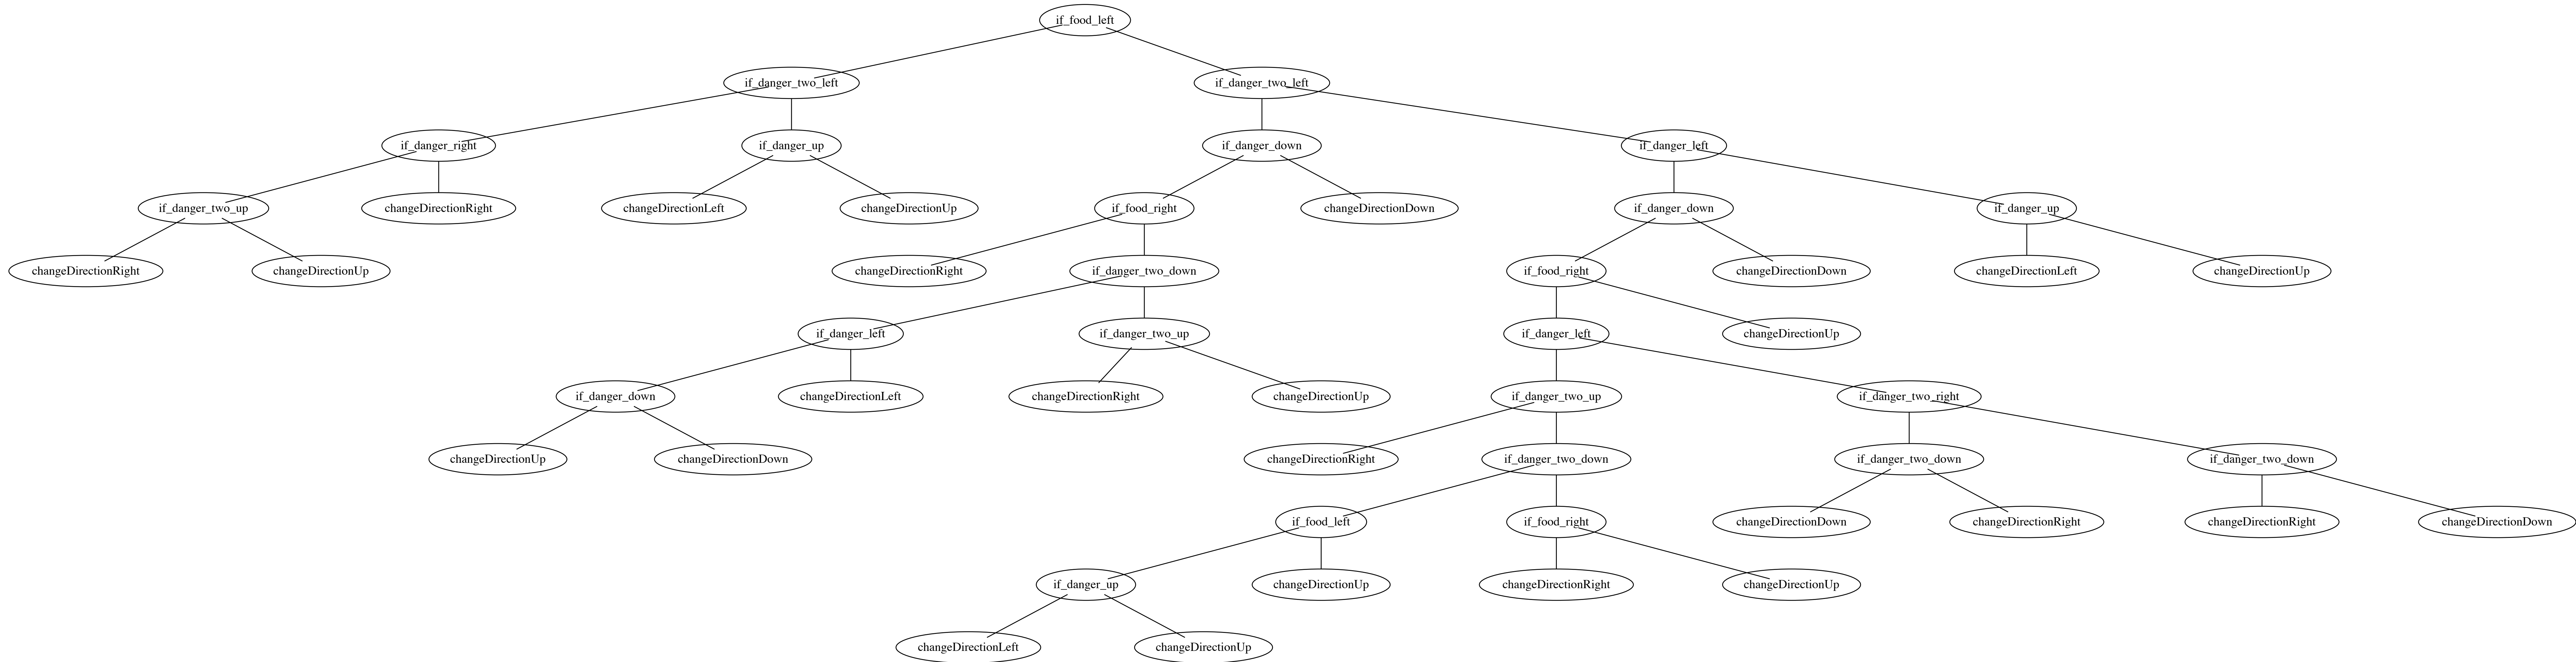 if_food_left
if_danger_two_left
if_danger_two_left
if_danger_right
if_danger_up
if_danger_down
if_danger_left
if_danger_two_up
changeDirectionRight
changeDirectionLeft
changeDirectionUp
if_food_right
changeDirectionDown
if_danger_down
if_danger_up
changeDirectionRight
changeDirectionUp
changeDirectionRight
if_danger_two_down
if_food_right
changeDirectionDown
changeDirectionLeft
changeDirectionUp
if_danger_left
if_danger_two_up
if_danger_left
changeDirectionUp
if_danger_down
changeDirectionLeft
changeDirectionRight
changeDirectionUp
if_danger_two_up
if_danger_two_right
changeDirectionUp
changeDirectionDown
changeDirectionRight
if_danger_two_down
if_danger_two_down
if_danger_two_down
if_food_left
if_food_right
changeDirectionDown
changeDirectionRight
changeDirectionRight
changeDirectionDown
if_danger_up
changeDirectionUp
changeDirectionRight
changeDirectionUp
changeDirectionLeft
changeDirectionUp